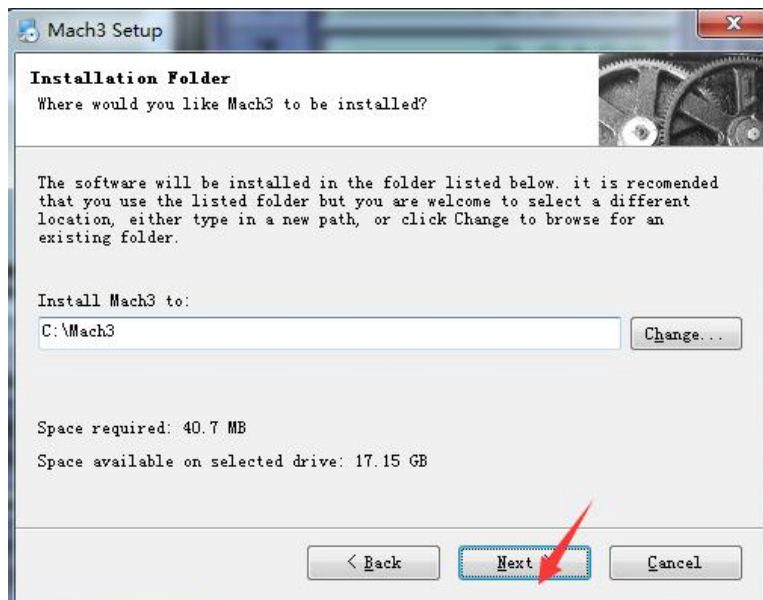 Mach3 Setup
Installation Folder
Where would you like Mach3 to be installed?
The software will be installed in the folder listed below. it is recomended
that you use the listed folder but you are welcome to select a different
location, either type in a new path, or click Change to browse for an
existing folder.
Install Mach3 to:
C:\Mach3
Change...
Space required: 40.7 MB
Space available on selected drive: 17.15 GB
< Back
Next
Cancel